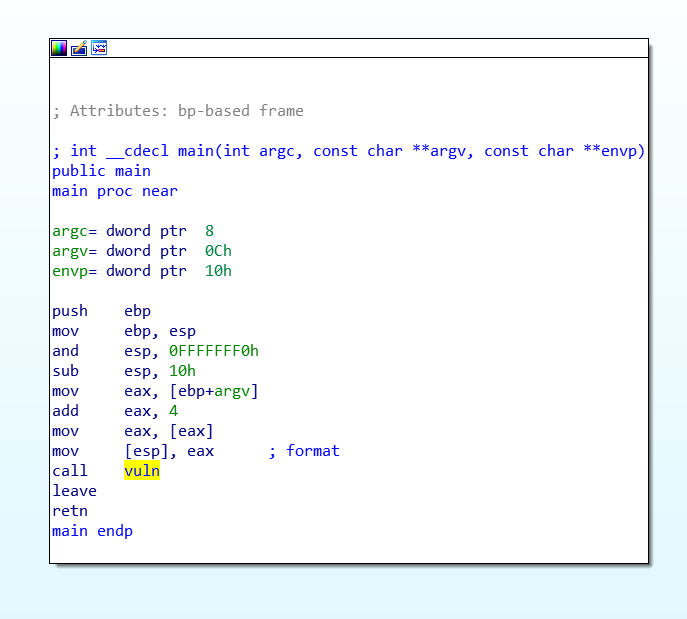 ; Attributes: bp-based frame
; int __cdecl main(int argc, const char **argv, const char **envp)
public main
main proc near
argc= dword ptr  8
argv= dword ptr  0Ch
envp= dword ptr  10h
push    ebp
mov     ebp, esp
and     esp, 0FFFFFFF0h
sub     esp, 10h
mov     eax, [ebp+argv]
add     eax, 4
mov     eax, [eax]
mov     [esp], eax      ; format
call    vuln
leave
retn
main endp